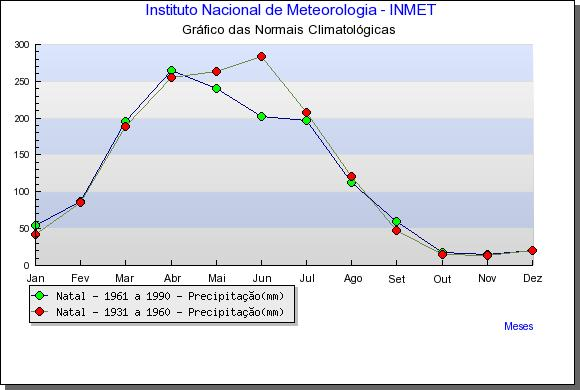 Instituto Nacional de Meteorologia - INMET
Gráfico das Normais Climatológicas
300
250
200
150
100
50
0
Jan Fev Mar Abr Mai Jun Jul Ago Set Out Nov Dez
Natal - 1961 a 1990 - Precipitação(mm)
Natal - 1931 a 1960 - Precipitação(mm)
Meses